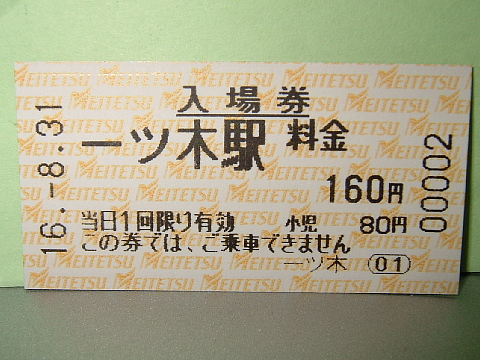 入場券
一ツ木駅 料金
160円
当日1回限り有効 小児 80円
この券では、ご乗車できません
一ツ木 01
16.-8.31
00002
MEITETSU